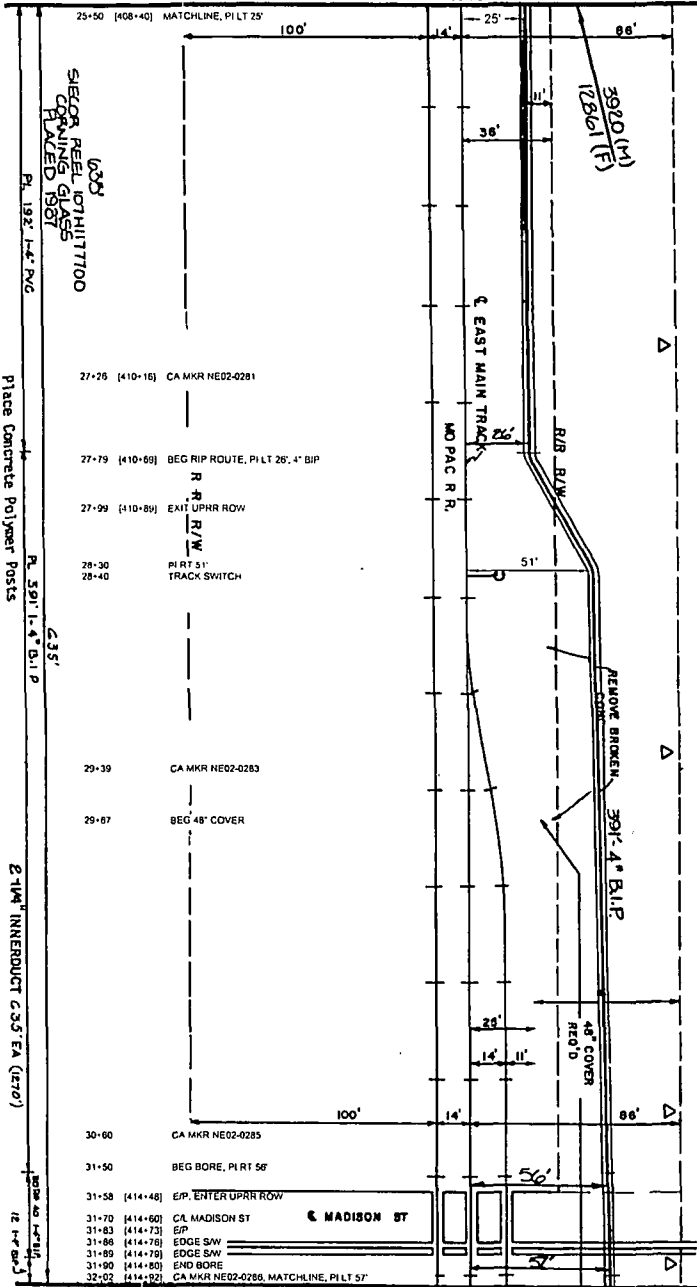 25+50 [408+40] MATCHLINE, PI LT 25'
100'
14'
25'
86'
11'
36'
3920 (M)
12861 (F)
635'
SIECOR REEL 107H1177700
CORNING GLASS
PLACED 1987
PL 192' 1-4" PVC
27+26 [410+16] CA MKR NE02-0281
℄ EAST MAIN TRACK
MO PAC R R.
26'
R/R R/W
27+79 [410+69] BEG RIP ROUTE, PI LT 26', 4" BIP
R R R/W
27+99 [410+89] EXIT UPRR ROW
28+30 PI RT 51'
28+40 TRACK SWITCH
51'
Place Concrete Polymer Posts
PL 391' 1-4" B.I.P
635'
REMOVE BROKEN
CONC
391'-4" B.I.P.
29+39 CA MKR NE02-0283
29+87 BEG 48" COVER
48" COVER
REQ'D
2-1¼" INNERDUCT 635' EA (1270')
25'
14'
11'
100'
14'
86'
30+60 CA MKR NE02-0285
31+50 BEG BORE, PI RT 56'
56'
31+58 [414+48] E/P, ENTER UPRR ROW
31+70 [414+60] C/L MADISON ST
℄ MADISON ST
31+83 [414+73] E/P
31+86 [414+76] EDGE S/W
31+89 [414+79] EDGE S/W
31+90 [414+80] END BORE
32+02 [414+92] CA MKR NE02-0286, MATCHLINE, PI LT 57'
57'